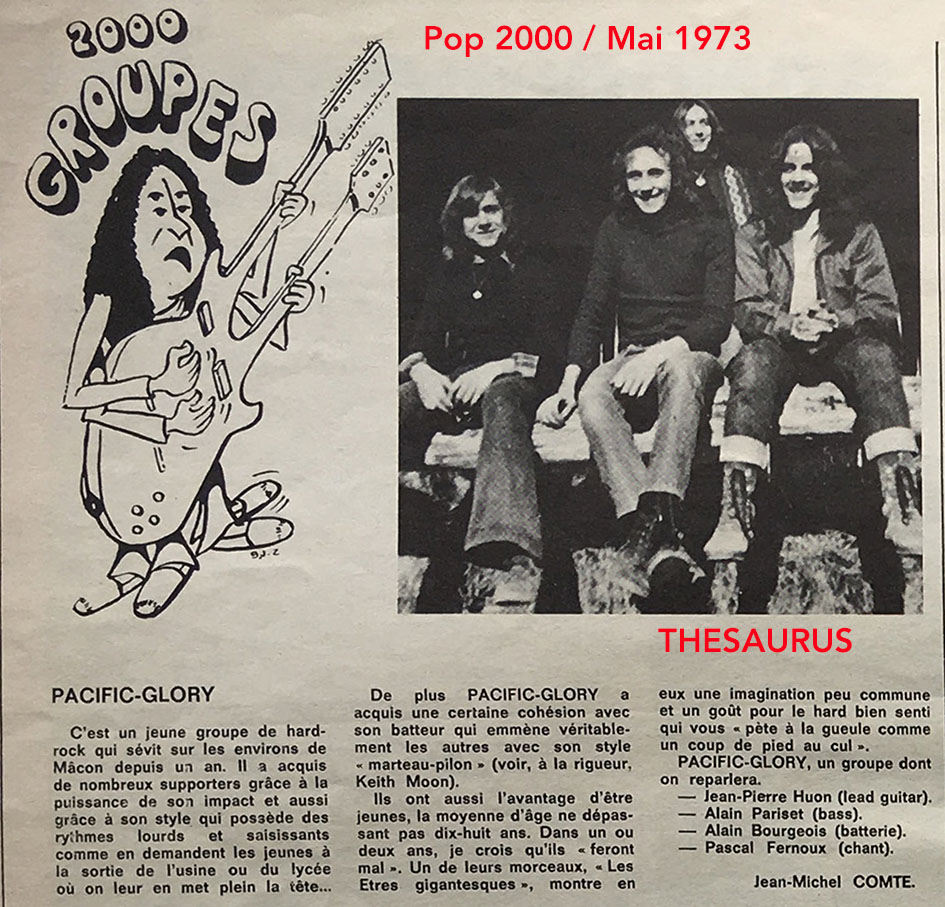 2000
GROUPES
Pop 2000 / Mai 1973
B.J.Z
THESAURUS
PACIFIC-GLORY
C'est un jeune groupe de hard-
rock qui sévit sur les environs de
Mâcon depuis un an. Il a acquis
de nombreux supporters grâce à la
puissance de son impact et aussi
grâce à son style qui possède des
rythmes lourds et saisissants
comme en demandent les jeunes à
la sortie de l'usine ou du lycée
où on leur en met plein la tête...
De plus PACIFIC-GLORY a
acquis une certaine cohésion avec
son batteur qui emmène véritable-
ment les autres avec son style
« marteau-pilon » (voir, à la rigueur,
Keith Moon).
Ils ont aussi l'avantage d'être
jeunes, la moyenne d'âge ne dépas-
sant pas dix-huit ans. Dans un ou
deux ans, je crois qu'ils « feront
mal ». Un de leurs morceaux, « Les
Etres gigantesques », montre en
eux une imagination peu commune
et un goût pour le hard bien senti
qui vous « pète à la gueule comme
un coup de pied au cul ».
PACIFIC-GLORY, un groupe dont
on reparlera.
— Jean-Pierre Huon (lead guitar).
— Alain Pariset (bass).
— Alain Bourgeois (batterie).
— Pascal Fernoux (chant).
Jean-Michel COMTE.